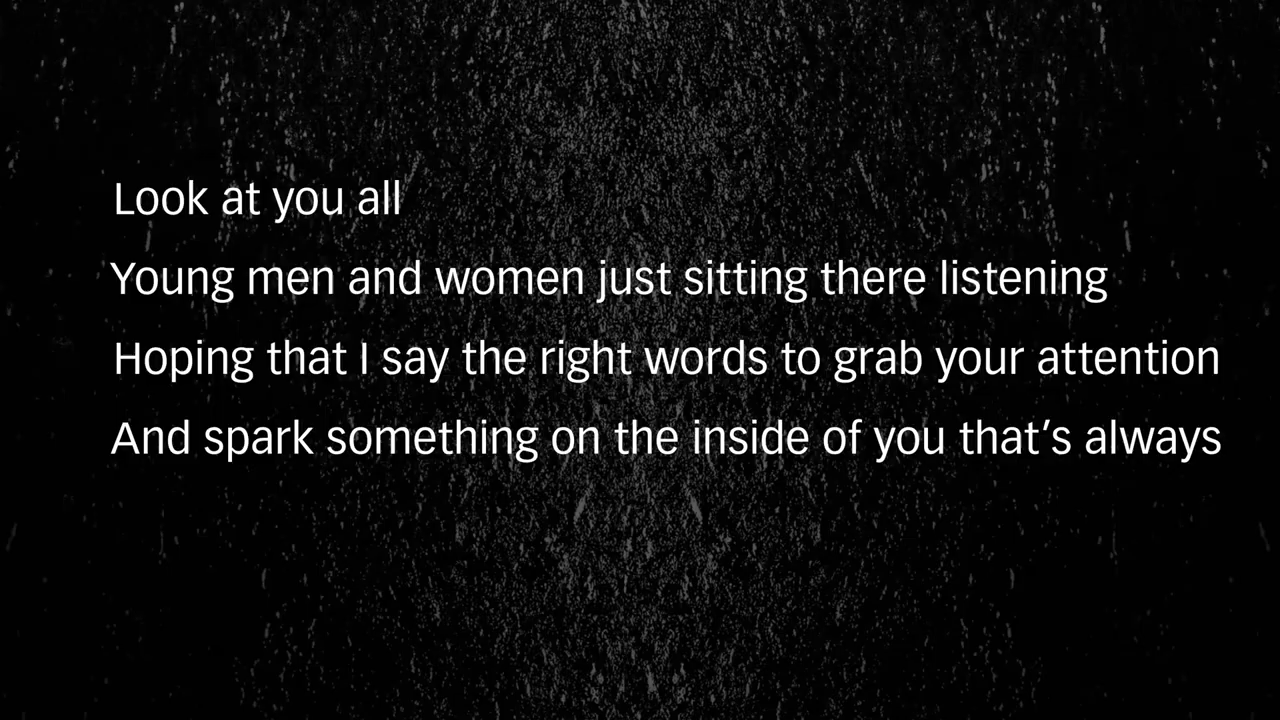 Look at you all
Young men and women just sitting there listening
Hoping that I say the right words to grab your attention
And spark something on the inside of you that’s always